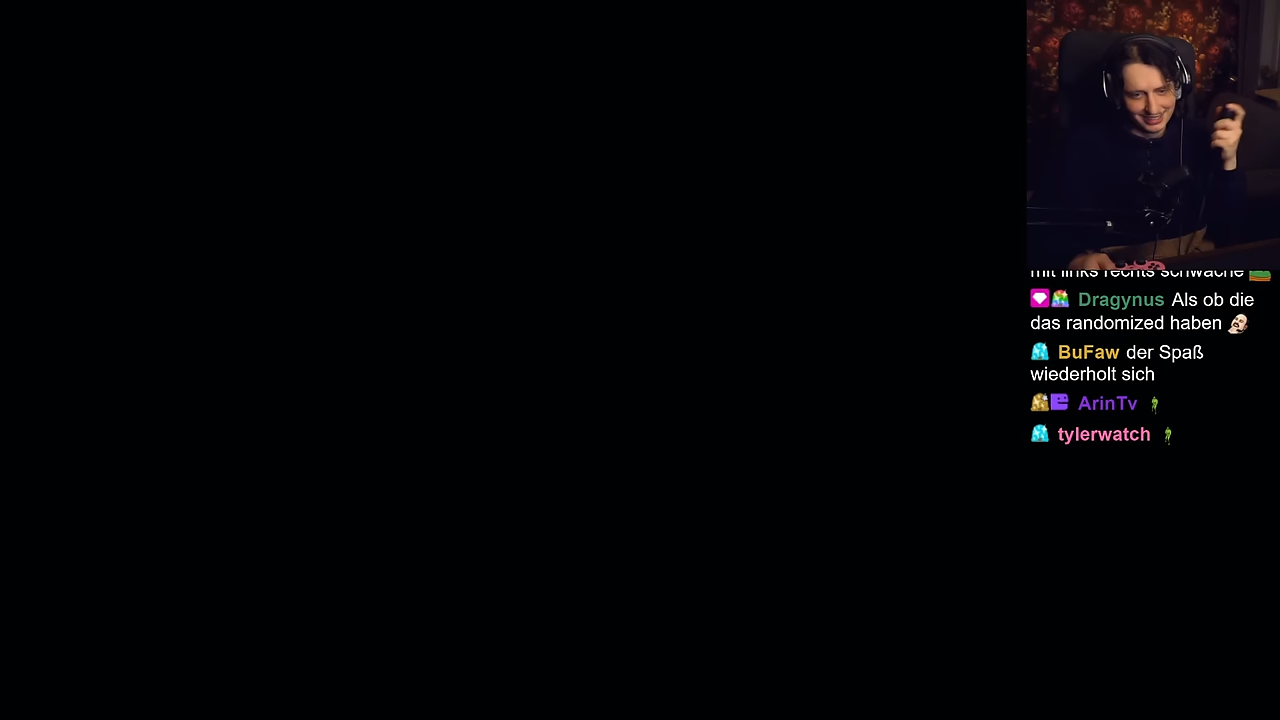 mit links rechts schwäche
Dragynus Als ob die
das randomized haben
BuFaw der Spaß
wiederholt sich
ArinTv
tylerwatch